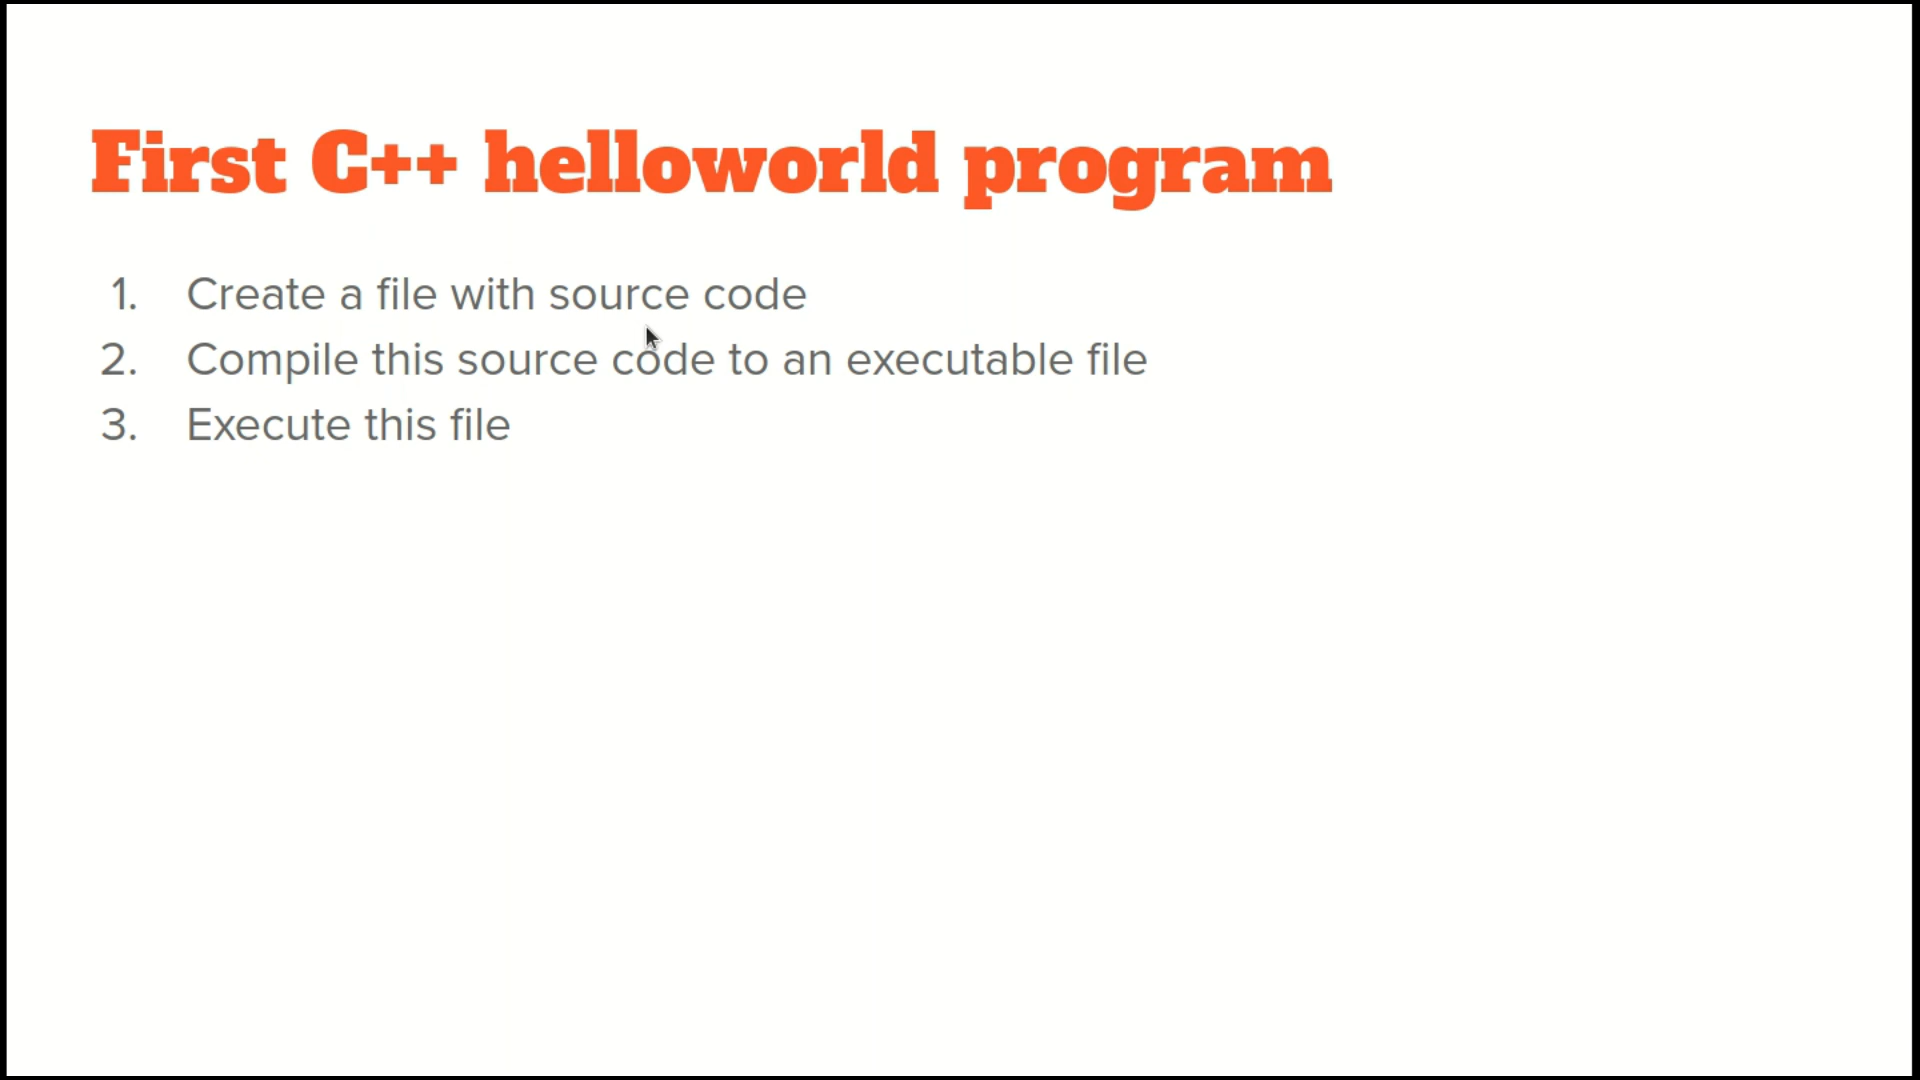 First C++ helloworld program
1. Create a file with source code
2. Compile this source code to an executable file
3. Execute this file